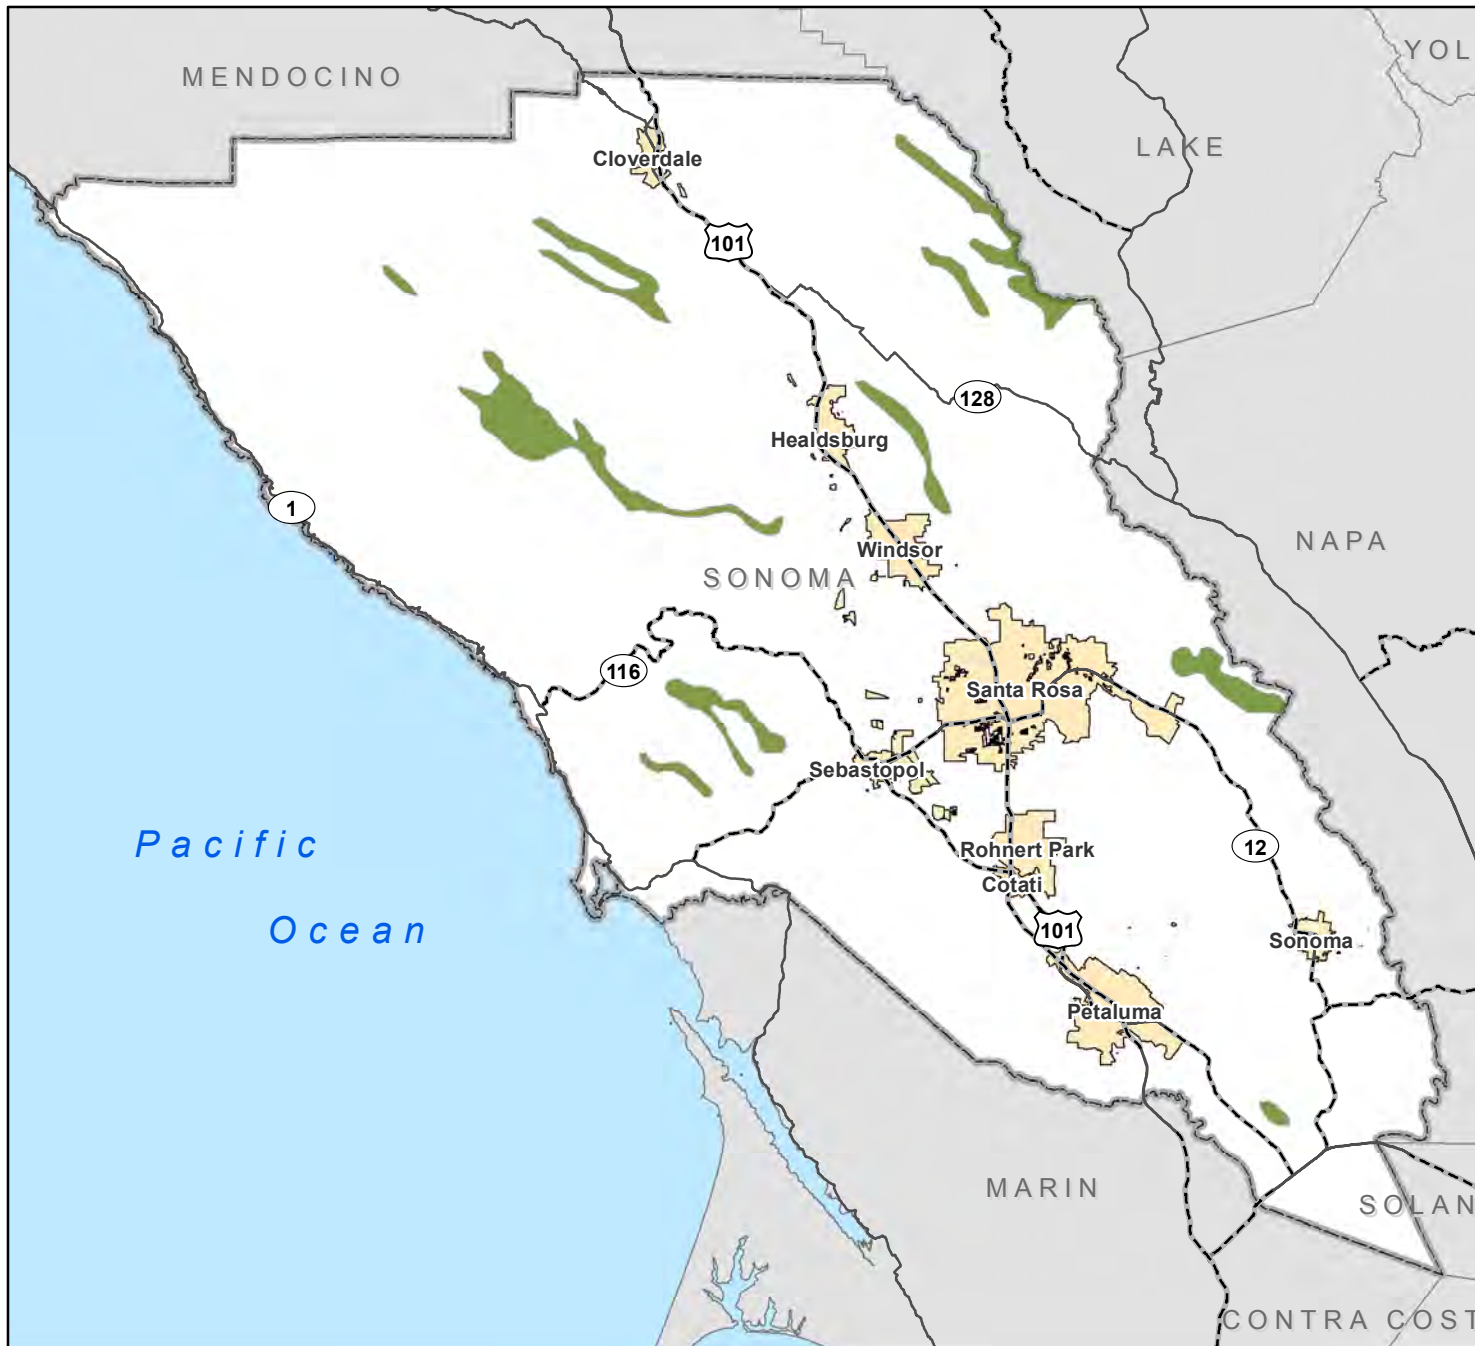 YOL
MENDOCINO
LAKE
Cloverdale
101
128
Healdsburg
1
NAPA
Windsor
SONOMA
116
Santa Rosa
Sebastopol
Pacific
Ocean
Rohnert Park
12
Cotati
101
Sonoma
Petaluma
MARIN
SOLAN
CONTRA COST